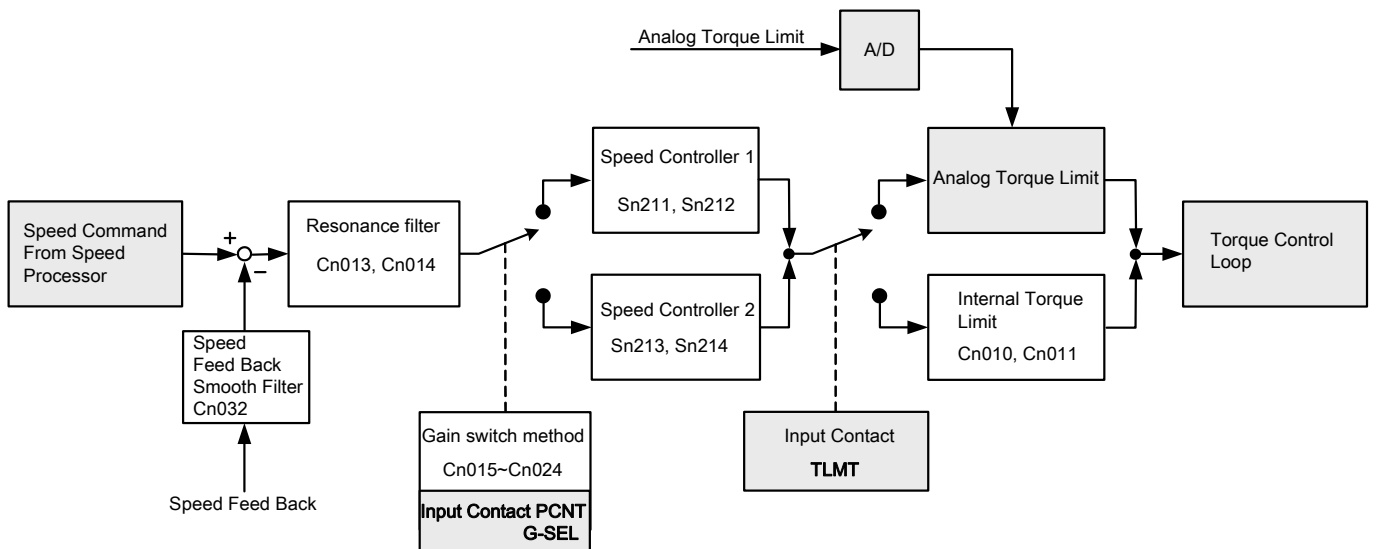 Analog Torque Limit
A/D
Speed Command
From Speed
Processor
+
−
Resonance filter
Cn013, Cn014
Speed
Feed Back
Smooth Filter
Cn032
Speed Feed Back
Speed Controller 1
Sn211, Sn212
Speed Controller 2
Sn213, Sn214
Gain switch method
Cn015~Cn024
Input Contact PCNT
G-SEL
Analog Torque Limit
Internal Torque
Limit
Cn010, Cn011
Input Contact
TLMT
Torque Control
Loop